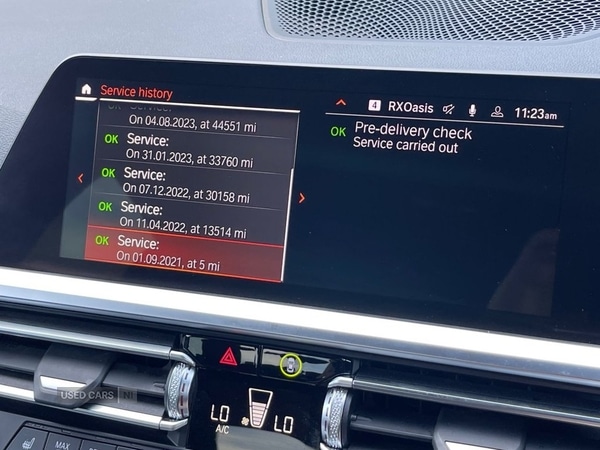 Service history
4 RXOasis 11:23am
OK Service:
On 04.08.2023, at 44551 mi
OK Service:
On 31.01.2023, at 33760 mi
OK Service:
On 07.12.2022, at 30158 mi
OK Service:
On 11.04.2022, at 13514 mi
OK Service:
On 01.09.2021, at 5 mi
OK Pre-delivery check
Service carried out
LO LO
A/C
MAX
USED CARS NI